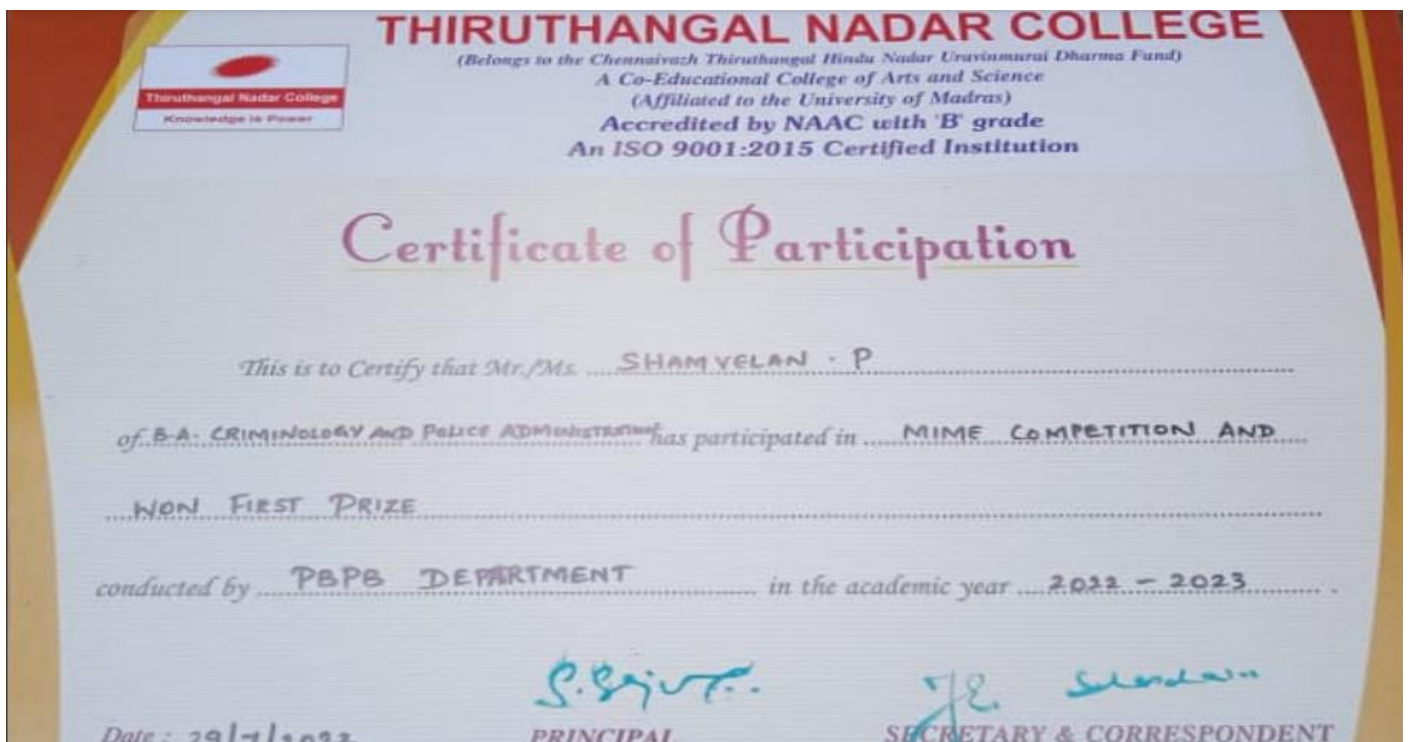 THIRUTHANGAL NADAR COLLEGE
(Belongs to the Chennaivazh Thiruthangal Hindu Nadar Uravinmurai Dharma Fund)
A Co-Educational College of Arts and Science
(Affiliated to the University of Madras)
Accredited by NAAC with 'B' grade
An ISO 9001:2015 Certified Institution
Thiruthangal Nadar College
Knowledge is Power
Certificate of Participation
This is to Certify that Mr./Ms. SHAMVELAN . P
of B.A. CRIMINOLOGY AND POLICE ADMINISTRATION has participated in MIME COMPETITION AND
WON FIRST PRIZE
conducted by PBPB DEPARTMENT in the academic year 2022 - 2023 .
Date :
PRINCIPAL SECRETARY & CORRESPONDENT